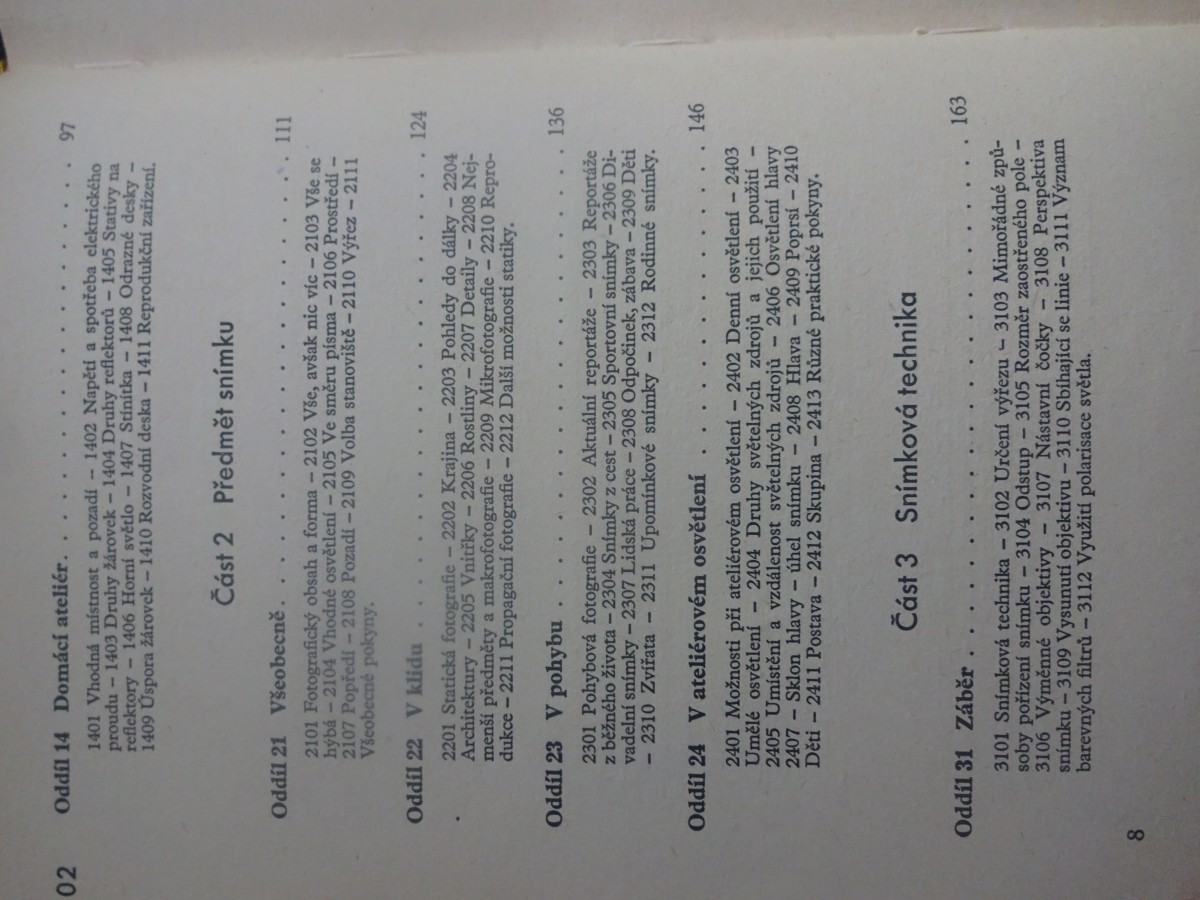 02
Oddíl 14 Domácí ateliér. . . . . . . . . . . . . . . . . . . . . . 97
1401 Vhodná místnost a pozadí – 1402 Napětí a spotřeba elektrického
proudu – 1403 Druhy žárovek – 1404 Druhy reflektorů – 1405 Stativy na
reflektory – 1406 Horní světlo – 1407 Stínítka – 1408 Odrazné desky –
1409 Úspora žárovek – 1410 Rozvodní deska – 1411 Reprodukční zařízení.
Část 2 Předmět snímku
Oddíl 21 Všeobecně. . . . . . . . . . . . . . . . . . . . . . . . 111
2101 Fotografický obsah a forma – 2102 Vše, avšak nic víc – 2103 Vše se
hýbá – 2104 Vhodné osvětlení – 2105 Ve směru písma – 2106 Prostředí –
2107 Popředí – 2108 Pozadí – 2109 Volba stanoviště – 2110 Výřez – 2111
Všeobecné pokyny.
Oddíl 22 V klidu . . . . . . . . . . . . . . . . . . . . . . . . . 124
2201 Statická fotografie – 2202 Krajina – 2203 Pohledy do dálky – 2204
Architektury – 2205 Vnitřky – 2206 Rostliny – 2207 Detaily – 2208 Nej-
menší předměty a makrofotografie – 2209 Mikrofotografie – 2210 Repro-
dukce – 2211 Propagační fotografie – 2212 Další možnosti statiky.
Oddíl 23 V pohybu . . . . . . . . . . . . . . . . . . . . . . . . 136
2301 Pohybová fotografie – 2302 Aktuální reportáže – 2303 Reportáže
z běžného života – 2304 Snímky z cest – 2305 Sportovní snímky – 2306 Di-
vadelní snímky – 2307 Lidská práce – 2308 Odpočinek, zábava – 2309 Děti
– 2310 Zvířata – 2311 Upomínkové snímky – 2312 Rodinné snímky.
Oddíl 24 V ateliérovém osvětlení . . . . . . . . . . . . . . . . 146
2401 Možnosti při ateliérovém osvětlení – 2402 Denní osvětlení – 2403
Umělé osvětlení – 2404 Druhy světelných zdrojů a jejich použití –
2405 Umístění a vzdálenost světelných zdrojů – 2406 Osvětlení hlavy
2407 – Sklon hlavy – úhel snímku – 2408 Hlava – 2409 Poprsí – 2410
Děti – 2411 Postava – 2412 Skupina – 2413 Různé praktické pokyny.
Část 3 Snímková technika
Oddíl 31 Záběr . . . . . . . . . . . . . . . . . . . . . . . . . . 163
3101 Snímková technika – 3102 Určení výřezu – 3103 Mimořádné způ-
soby pořízení snímku – 3104 Odstup – 3105 Rozměr zaostřeného pole –
3106 Výměnné objektivy – 3107 Nástavní čočky – 3108 Perspektiva
snímku – 3109 Vysunutí objektivu – 3110 Sbíhající se linie – 3111 Význam
barevných filtrů – 3112 Využití polarisace světla.
8